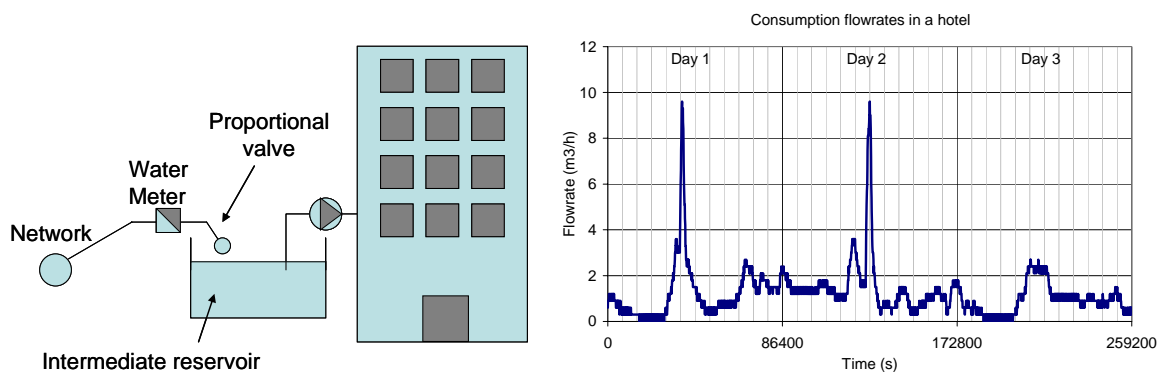 Proportional
valve
Water
Meter
Network
Intermediate reservoir
Consumption flowrates in a hotel
Day 1
Day 2
Day 3
Flowrate (m3/h)
12
10
8
6
4
2
0
0
86400
172800
259200
Time (s)